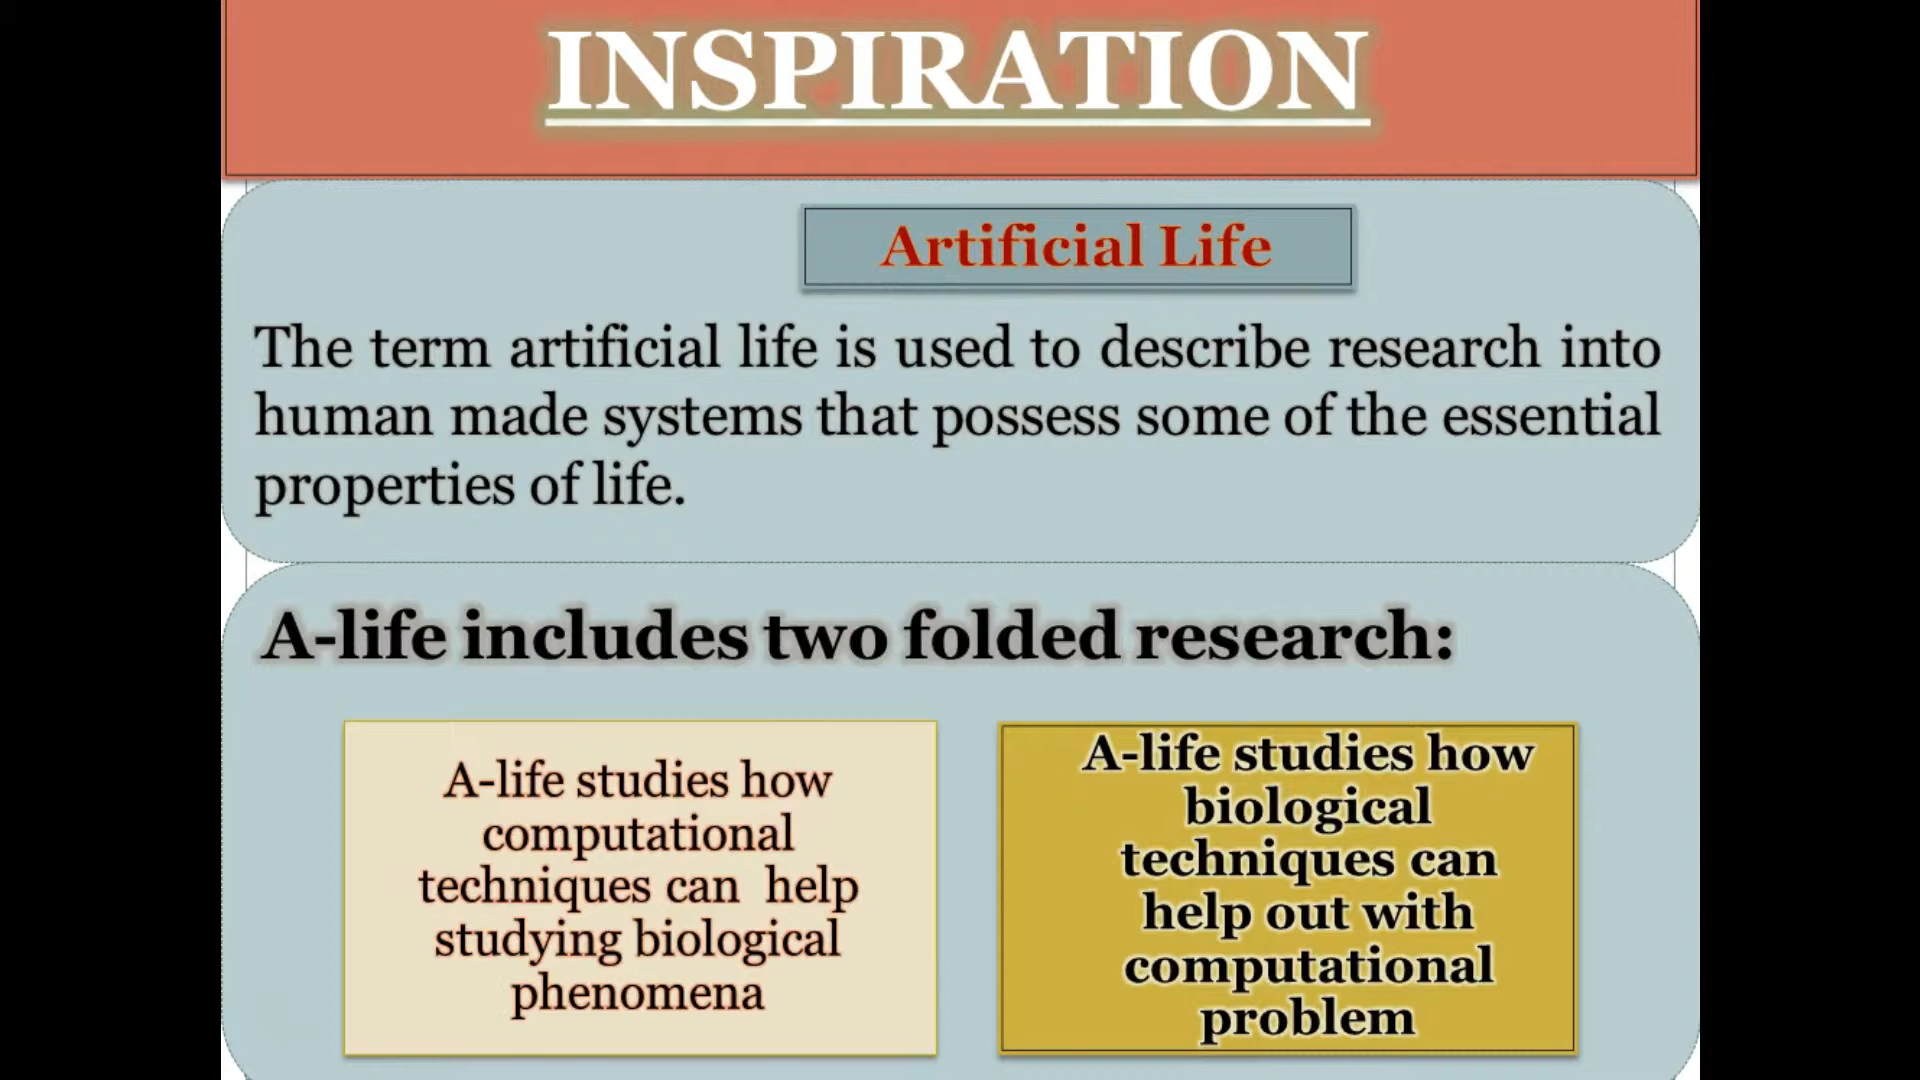 INSPIRATION
Artificial Life
The term artificial life is used to describe research into
human made systems that possess some of the essential
properties of life.
A-life includes two folded research:
A-life studies how
computational
techniques can help
studying biological
phenomena
A-life studies how
biological
techniques can
help out with
computational
problem